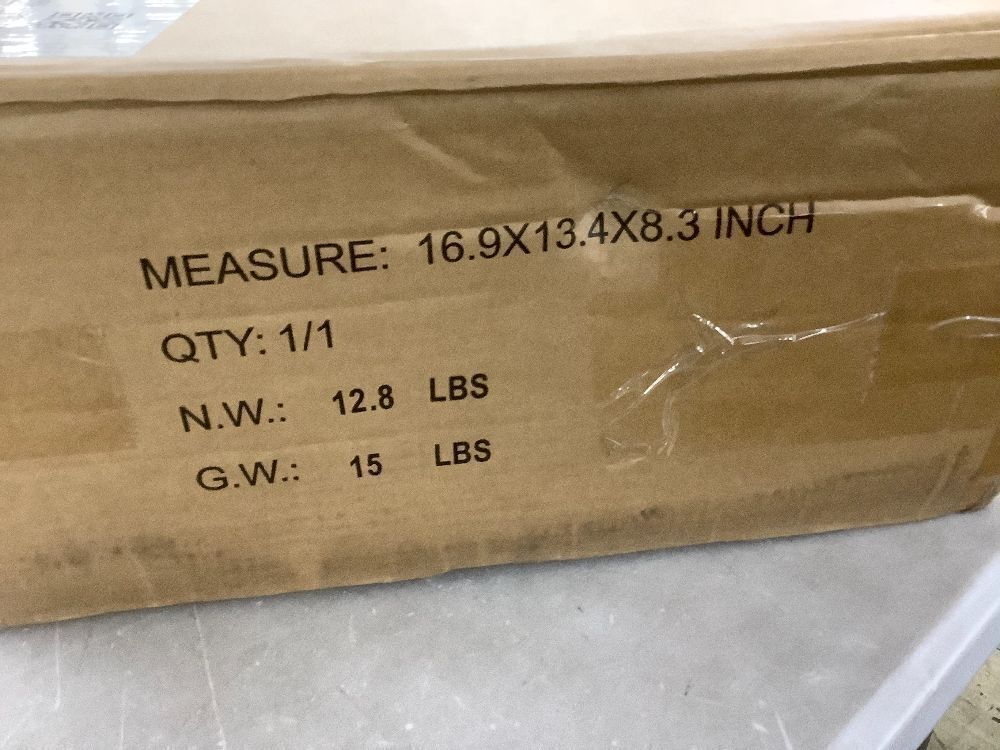 MEASURE: 16.9X13.4X8.3 INCH
QTY: 1/1
N.W.: 12.8 LBS
G.W.: 15 LBS